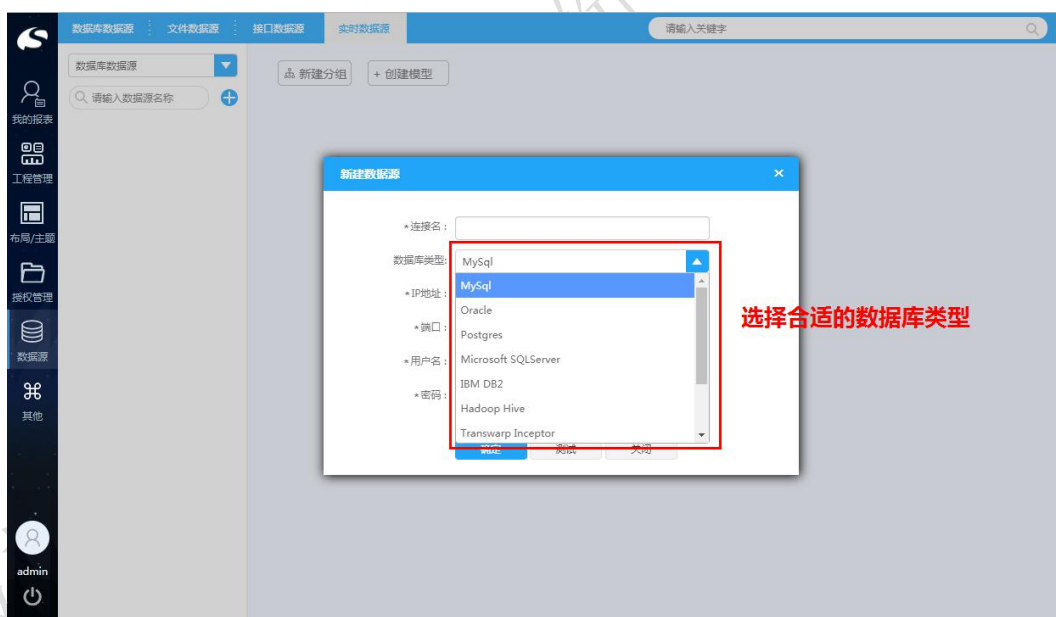 数据库数据源
文件数据源
接口数据源
实时数据源
请输入关键字
我的报表
工程管理
布局/主题
授权管理
数据源
其他
admin
数据库数据源
请输入数据源名称
新建分组
+ 创建模型
新建数据源
×
*连接名：
数据库类型:
MySql
*IP地址：
*端口：
*用户名：
*密码：
MySql
Oracle
Postgres
Microsoft SQLServer
IBM DB2
Hadoop Hive
Transwarp Inceptor
确定
测试
关闭
选择合适的数据库类型